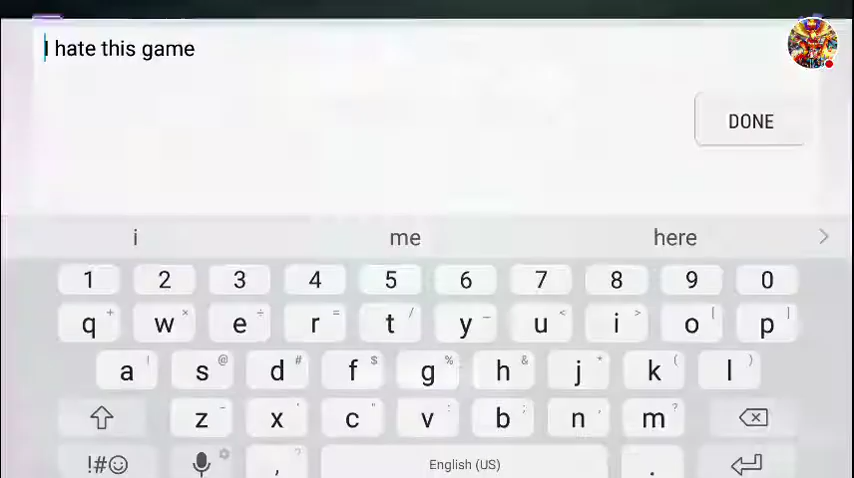 I hate this game
DONE
i me here >
1 2 3 4 5 6 7 8 9 0
q + w × e ÷ r = t / y _ u < i > o [ p ]
a ! s @ d # f $ g % h & j * k ( l )
z - x ' c " v : b ; n , m ?
!#☺ , ? English (US) .